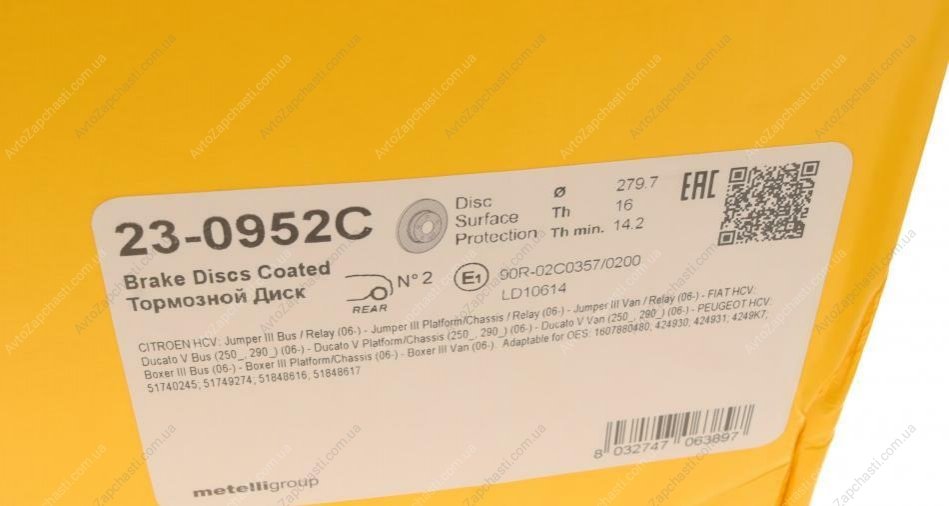 23-0952C
Brake Discs Coated
Тормозной Диск
Disc
Surface
Protection
Ø 279.7
Th 16
Th min. 14.2
EAC
REAR
N° 2
E1
90R-02C0357/0200
LD10614
CITROEN HCV: Jumper III Bus / Relay (06-) - Jumper III Platform/Chassis / Relay (06-) - Jumper III Van / Relay (06-) - FIAT HCV:
Ducato V Bus (250_, 290_) (06-) - Ducato V Platform/Chassis (250_, 290_) (06-) - Ducato V Van (250_, 290_) (06-) - PEUGEOT HCV:
Boxer III Bus (06-) - Boxer III Platform/Chassis (06-) - Boxer III Van (06-). Adaptable for OES: 1607880480; 424930; 424931; 4249K7;
51740245; 51749274; 51848616; 51848617
8 032747 063897
metelligroup
AvtoZapchasti.com.ua